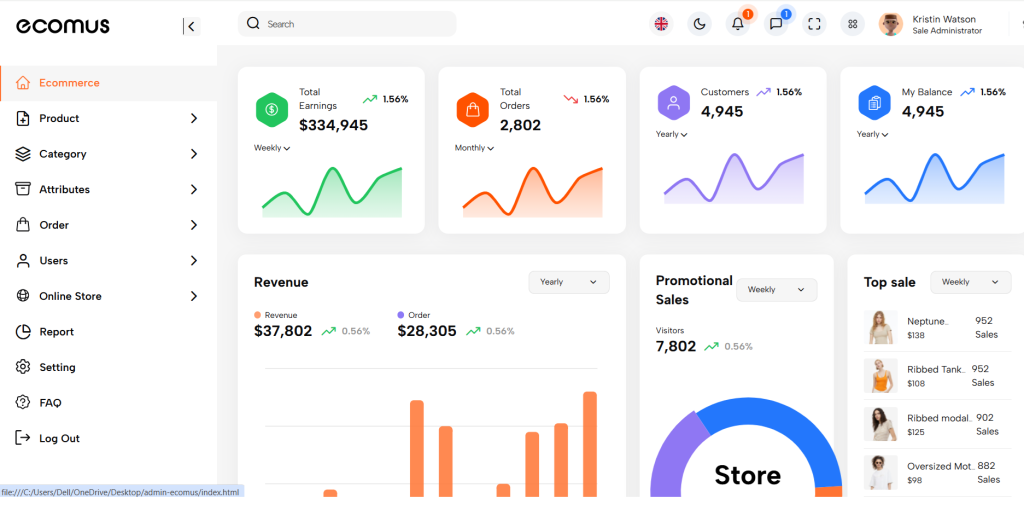 ecomus
Search
1
1
Kristin Watson
Sale Administrator
Ecommerce
Product
Category
Attributes
Order
Users
Online Store
Report
Setting
FAQ
Log Out
Total
Earnings
1.56%
$334,945
Weekly
Total
Orders
1.56%
2,802
Monthly
Customers
1.56%
4,945
Yearly
My Balance
1.56%
4,945
Yearly
Revenue
Yearly
Revenue
$37,802
0.56%
Order
$28,305
0.56%
Promotional
Sales
Weekly
Visitors
7,802
0.56%
Store
Top sale
Weekly
Neptune..
$138
952
Sales
Ribbed Tank..
$108
952
Sales
Ribbed modal..
$125
902
Sales
Oversized Mot..
$98
882
Sales
file:///C:/Users/Dell/OneDrive/Desktop/admin-ecomus/index.html